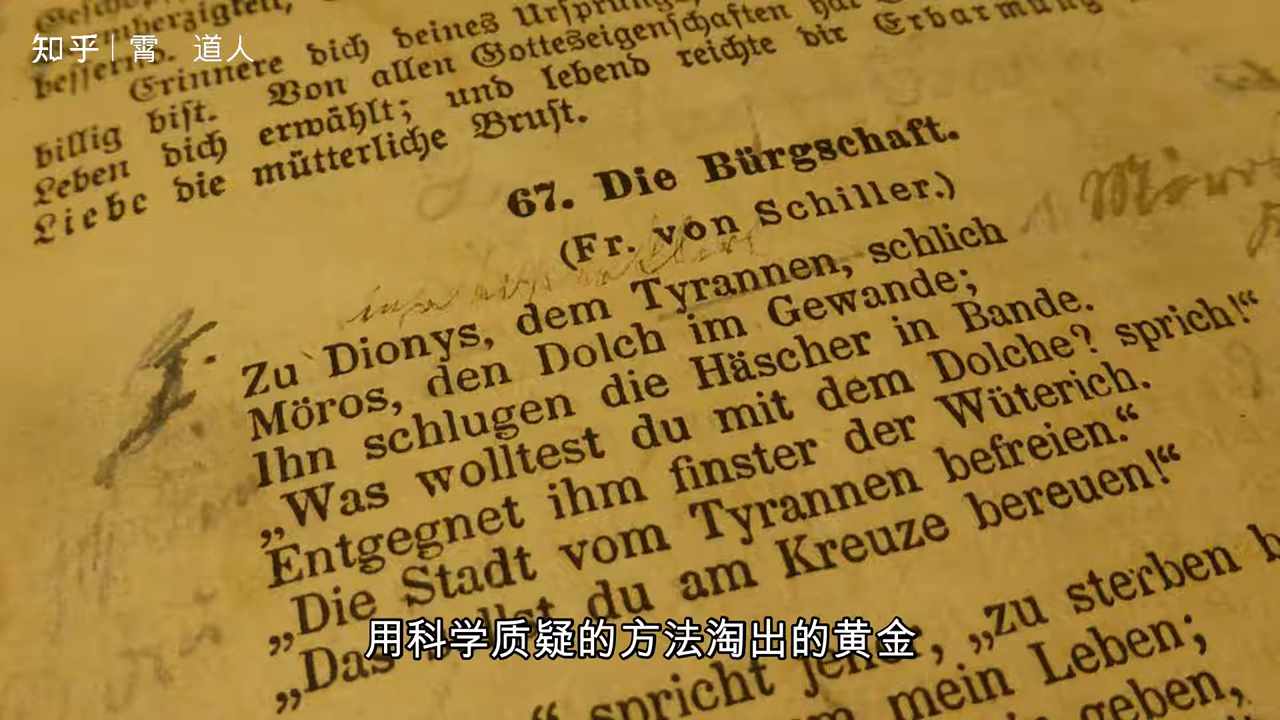 知乎 | 霄 道人
bessern.
Erinnere dich deines Ursprungs,
billig bist. Von allen Gotteseigenschaften hat
Leben dich erwählt; und lebend reichte dir Erbarmung
Liebe die mütterliche Brust.
67. Die Bürgschaft.
(Fr. von Schiller.)
Zu Dionys, dem Tyrannen, schlich
Möros, den Dolch im Gewande;
Ihn schlugen die Häscher in Bande.
„Was wolltest du mit dem Dolche? sprich!“
Entgegnet ihm finster der Wüterich.
„Die Stadt vom Tyrannen befreien.“
„Das sollst du am Kreuze bereuen!“
“ spricht jener, „zu sterben b
mein Leben;
geben,
用科学质疑的方法淘出的黄金